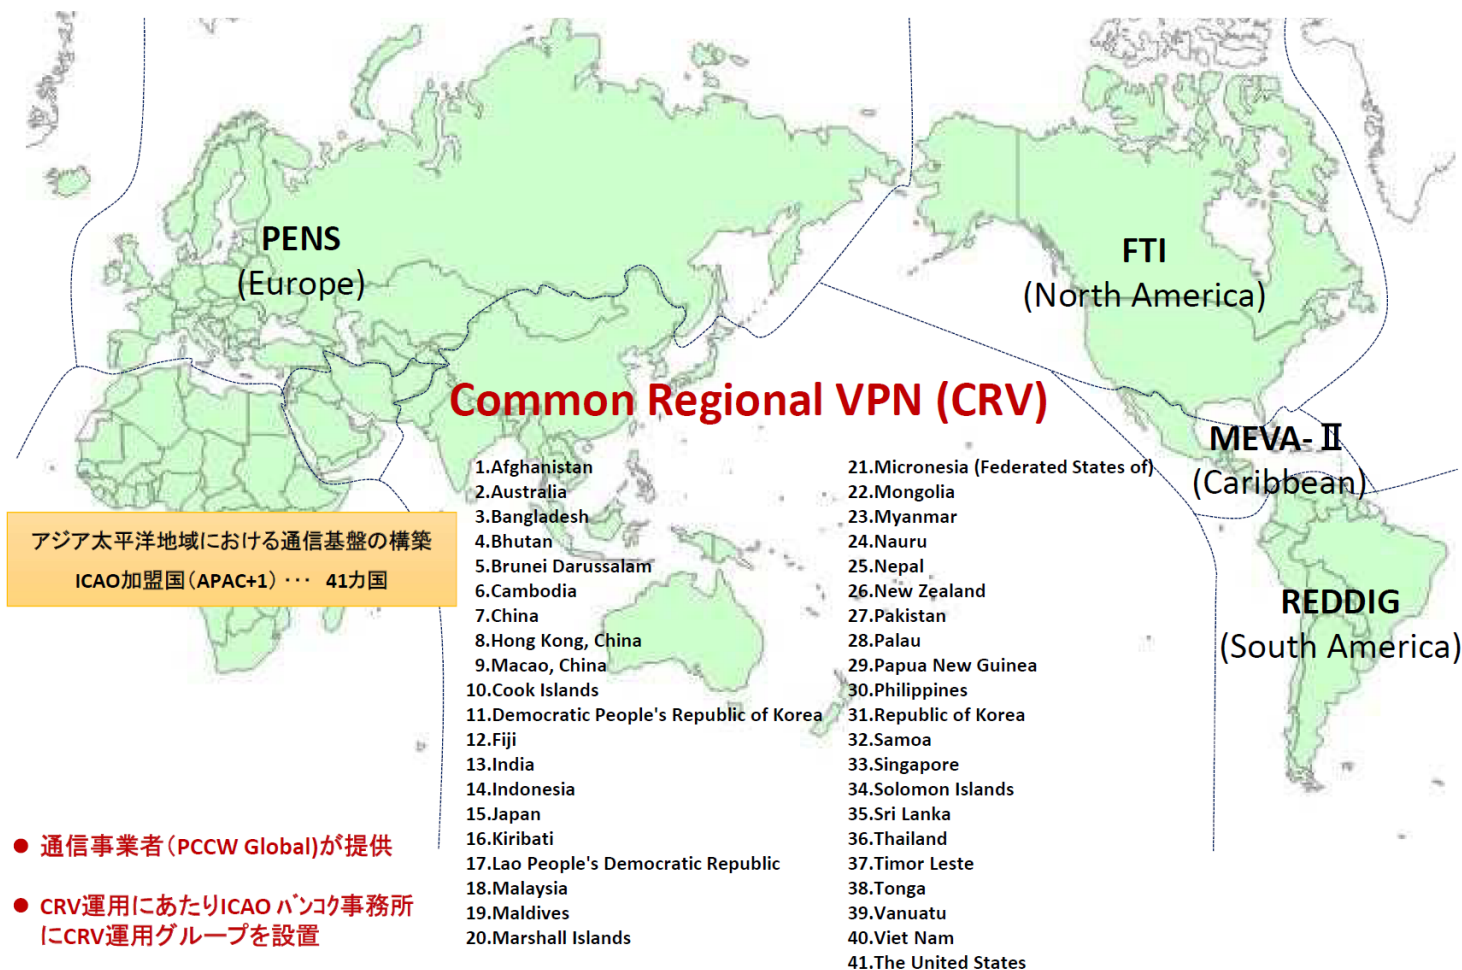 PENS
(Europe)
FTI
(North America)
Common Regional VPN (CRV)
MEVA-Ⅱ
(Caribbean)
REDDIG
(South America)
アジア太平洋地域における通信基盤の構築
ICAO加盟国(APAC+1)・・・ 41カ国
1.Afghanistan
2.Australia
3.Bangladesh
4.Bhutan
5.Brunei Darussalam
6.Cambodia
7.China
8.Hong Kong, China
9.Macao, China
10.Cook Islands
11.Democratic People's Republic of Korea
12.Fiji
13.India
14.Indonesia
15.Japan
16.Kiribati
17.Lao People's Democratic Republic
18.Malaysia
19.Maldives
20.Marshall Islands
21.Micronesia (Federated States of)
22.Mongolia
23.Myanmar
24.Nauru
25.Nepal
26.New Zealand
27.Pakistan
28.Palau
29.Papua New Guinea
30.Philippines
31.Republic of Korea
32.Samoa
33.Singapore
34.Solomon Islands
35.Sri Lanka
36.Thailand
37.Timor Leste
38.Tonga
39.Vanuatu
40.Viet Nam
41.The United States
● 通信事業者(PCCW Global)が提供
● CRV運用にあたりICAO ﾊﾞﾝｺｸ事務所
にCRV運用グループを設置